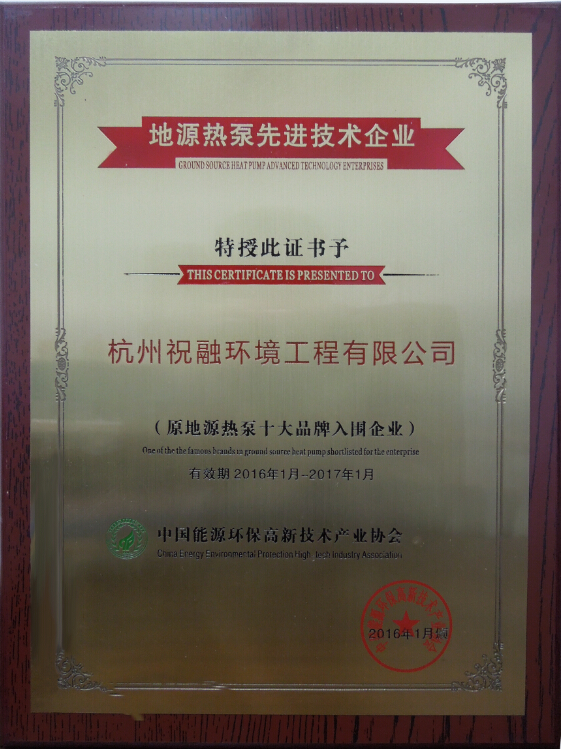 地源热泵先进技术企业
GROUND SOURCE HEAT PUMP ADVANCED TECHNOLOGY ENTERPRISES
特授此证书予
THIS CERTIFICATE IS PRESENTED TO
杭州祝融环境工程有限公司
（原地源热泵十大品牌入围企业）
One of the the famous brands in ground source heat pump shortlisted for the enterprise
有效期 2016年1月--2017年1月
中国能源环保高新技术产业协会
China Energy Environmental Protection High_Tech Industry Association
2016年1月